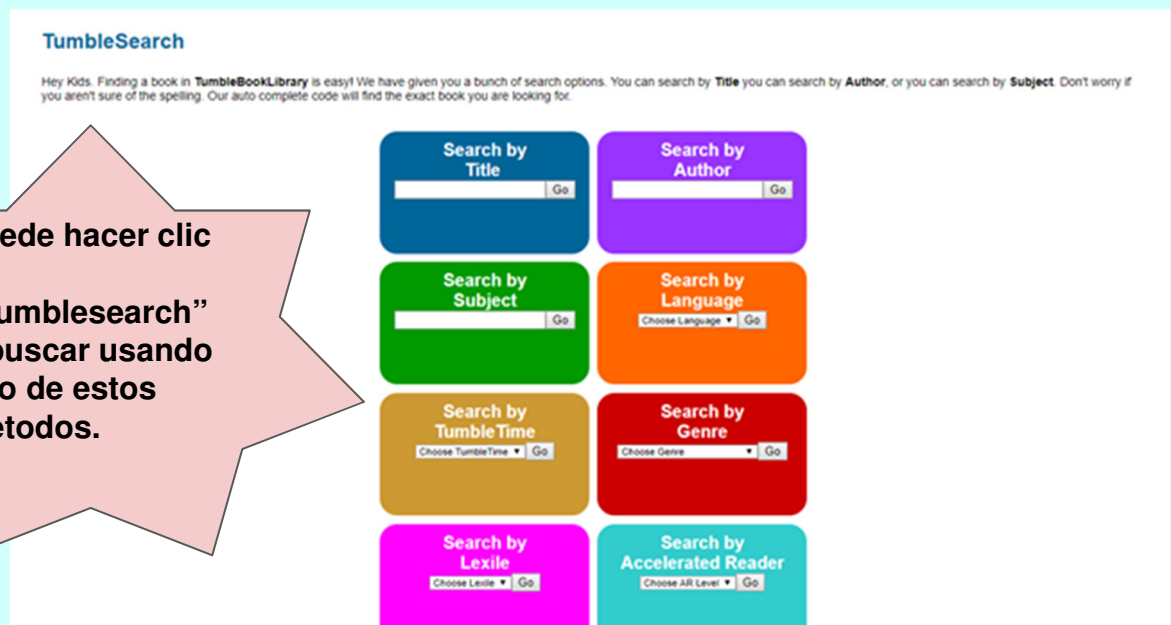 TumbleSearch
Hey Kids. Finding a book in TumbleBookLibrary is easy! We have given you a bunch of search options. You can search by Title you can search by Author, or you can search by Subject. Don't worry if
you aren't sure of the spelling. Our auto complete code will find the exact book you are looking for.
Search by
Title
Go
Search by
Author
Go
ede hacer clic
umblesearch”
buscar usando
o de estos
etodos.
Search by
Subject
Go
Search by
Language
Choose Language Go
Search by
TumbleTime
Choose TumbleTime Go
Search by
Genre
Choose Genre Go
Search by
Lexile
Choose Lexile Go
Search by
Accelerated Reader
Choose AR Level Go